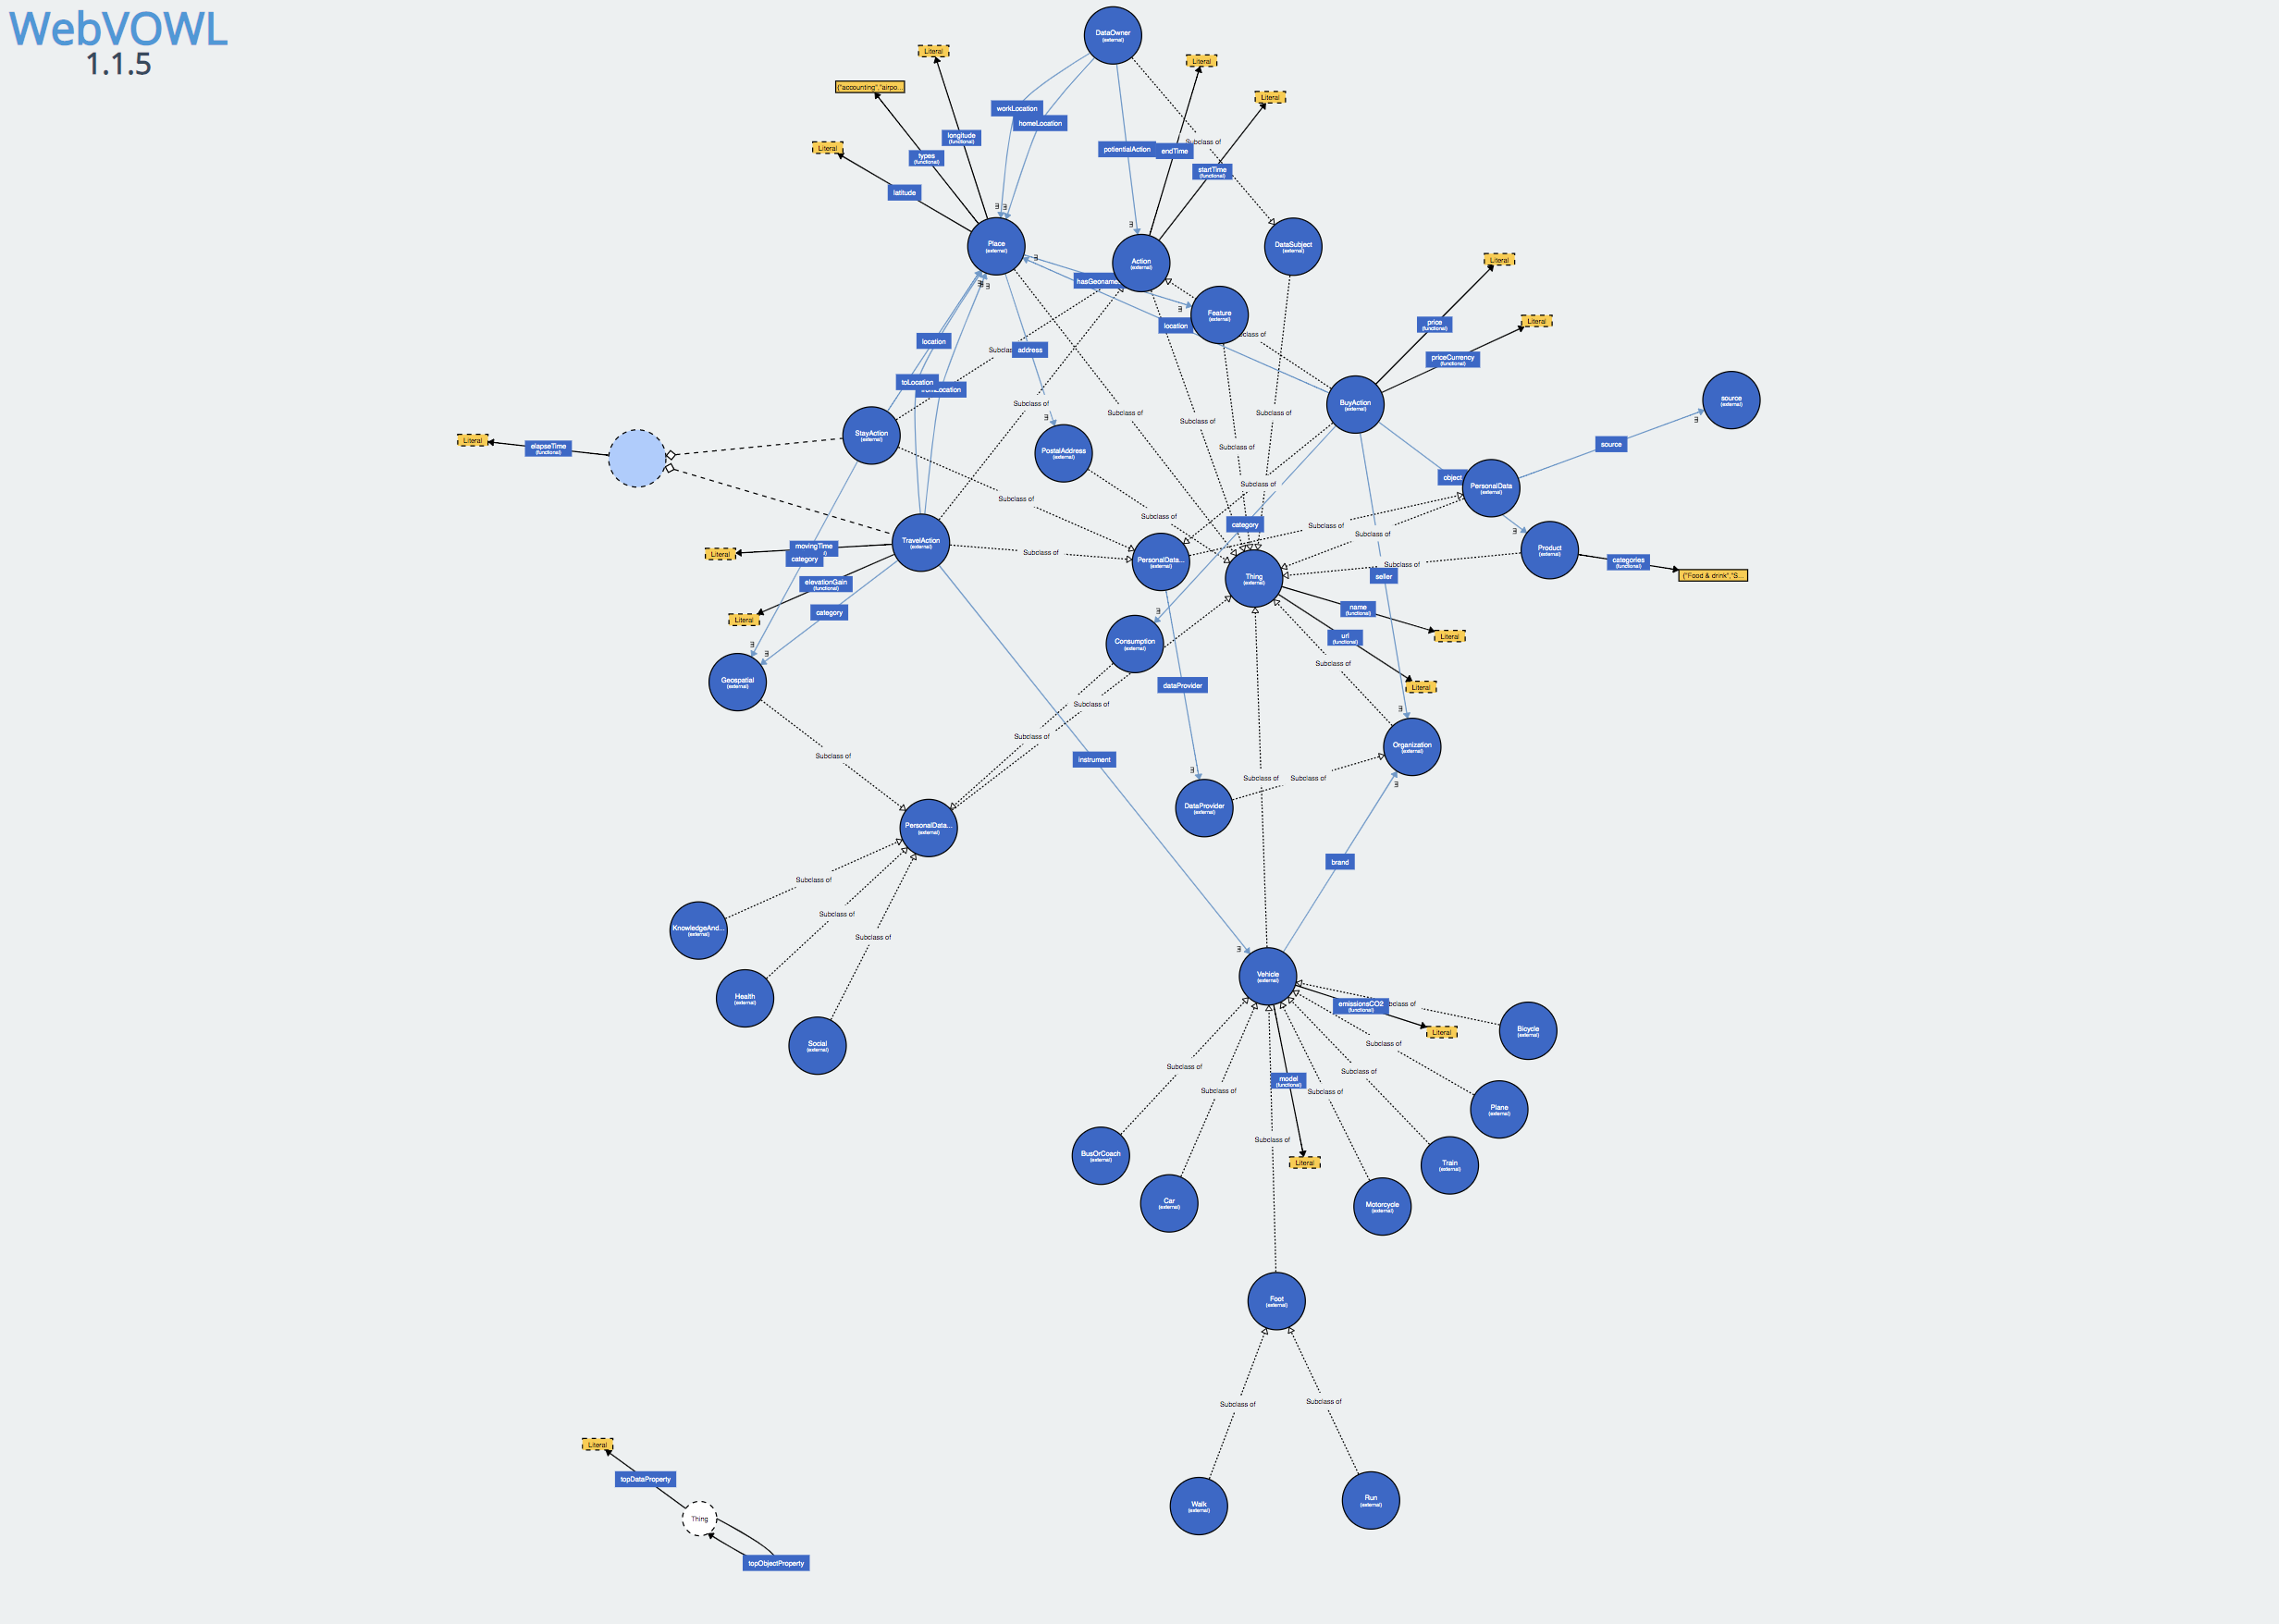 WebVOWL
1.1.5
DataOwner
(external)
Literal
Literal
{"accounting","airpo...
Literal
workLocation
homeLocation
longitude
(functional)
Literal
potientialAction
endTime
Subclass of
types
(functional)
startTime
(functional)
latitude
Place
(external)
Action
(external)
DataSubject
(external)
Literal
hasGeoname
Feature
(external)
location
price
(functional)
Literal
location
address
priceCurrency
(functional)
toLocation
BuyAction
(external)
source
(external)
Subclass of
Subclass of
Subclass of
Subclass of
StayAction
(external)
Literal
elapseTime
(functional)
PostalAddress
(external)
Subclass of
source
object
PersonalData
(external)
Subclass of
Subclass of
Subclass of
category
Subclass of
Subclass of
TravelAction
(external)
movingTime
category
Literal
Subclass of
PersonalData...
(external)
Thing
(external)
Product
(external)
Subclass of
categories
(functional)
{"Food & drink","S...
seller
elevationGain
(functional)
category
Literal
name
(functional)
url
(functional)
Literal
Consumption
(external)
Subclass of
Geospatial
(external)
dataProvider
Literal
Subclass of
Subclass of
Subclass of
instrument
Organization
(external)
Subclass of
Subclass of
DataProvider
(external)
PersonalData...
(external)
brand
Subclass of
Subclass of
Subclass of
KnowledgeAnd...
(external)
Health
(external)
Social
(external)
Vehicle
(external)
emissionsCO2
(functional)
Literal
Bicycle
(external)
Subclass of
Subclass of
Subclass of
model
(functional)
Subclass of
Subclass of
Plane
(external)
Subclass of
BusOrCoach
(external)
Literal
Train
(external)
Car
(external)
Motorcycle
(external)
Foot
(external)
Subclass of
Subclass of
Walk
(external)
Run
(external)
Literal
topDataProperty
Thing
topObjectProperty